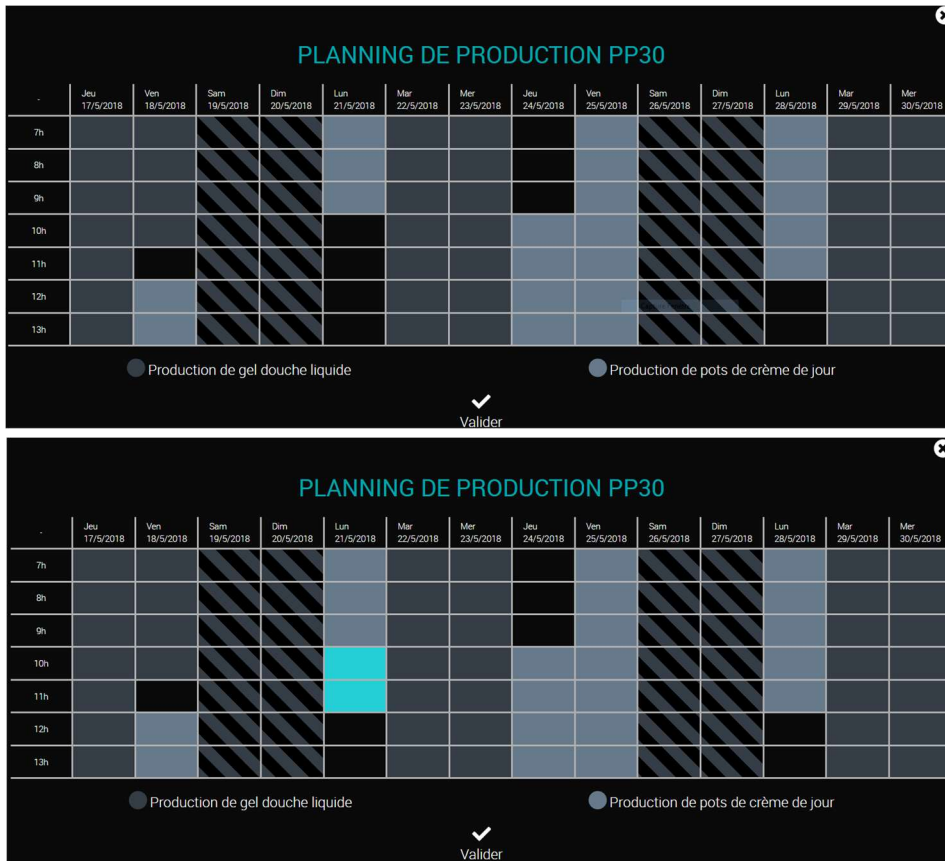 PLANNING DE PRODUCTION PP30
- Jeu Ven Sam Dim Lun Mar Mer Jeu Ven Sam Dim Lun Mar Mer
17/5/2018 18/5/2018 19/5/2018 20/5/2018 21/5/2018 22/5/2018 23/5/2018 24/5/2018 25/5/2018 26/5/2018 27/5/2018 28/5/2018 29/5/2018 30/5/2018
7h
8h
9h
10h
11h
12h
13h
Production de gel douche liquide Production de pots de crème de jour
Valider
PLANNING DE PRODUCTION PP30
- Jeu Ven Sam Dim Lun Mar Mer Jeu Ven Sam Dim Lun Mar Mer
17/5/2018 18/5/2018 19/5/2018 20/5/2018 21/5/2018 22/5/2018 23/5/2018 24/5/2018 25/5/2018 26/5/2018 27/5/2018 28/5/2018 29/5/2018 30/5/2018
7h
8h
9h
10h
11h
12h
13h
Production de gel douche liquide Production de pots de crème de jour
Valider